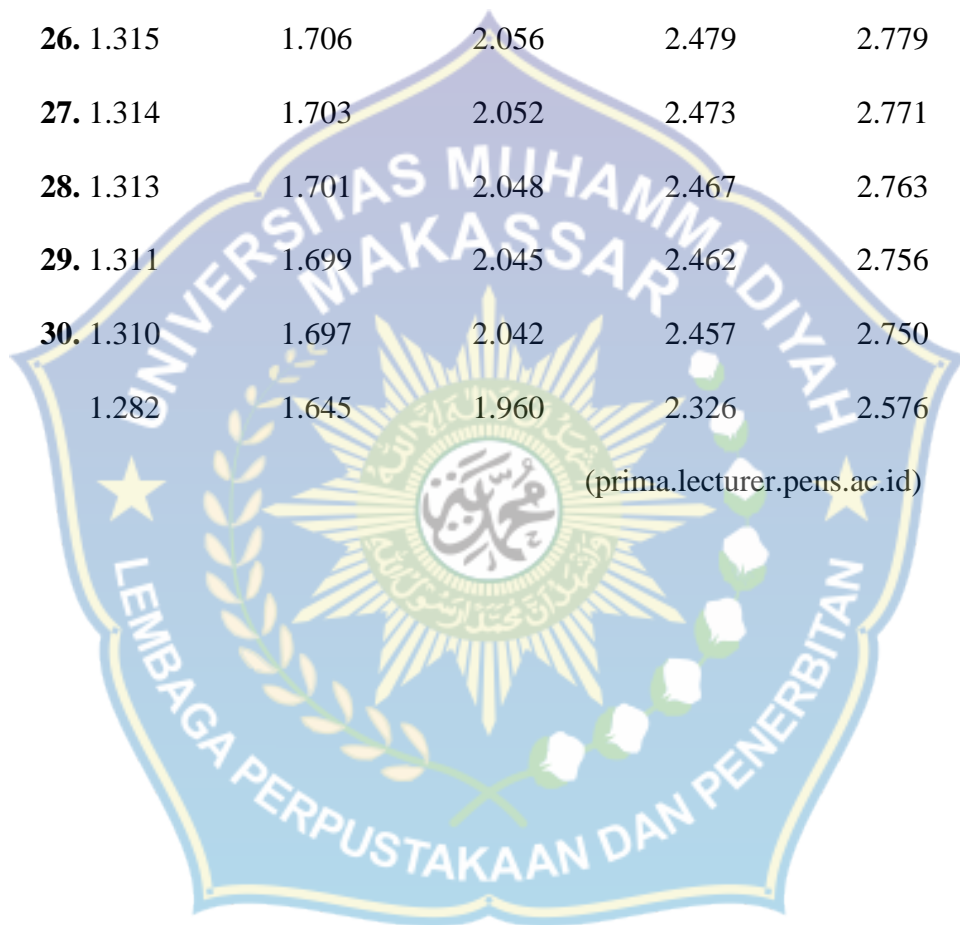 26. 1.315 1.706 2.056 2.479 2.779
27. 1.314 1.703 2.052 2.473 2.771
28. 1.313 1.701 2.048 2.467 2.763
29. 1.311 1.699 2.045 2.462 2.756
30. 1.310 1.697 2.042 2.457 2.750
1.282 1.645 1.960 2.326 2.576
(prima.lecturer.pens.ac.id)
UNIVERSITAS MUHAMMADIYAH
MAKASSAR
محمدية
LEMBAGA PERPUSTAKAAN DAN PENERBITAN